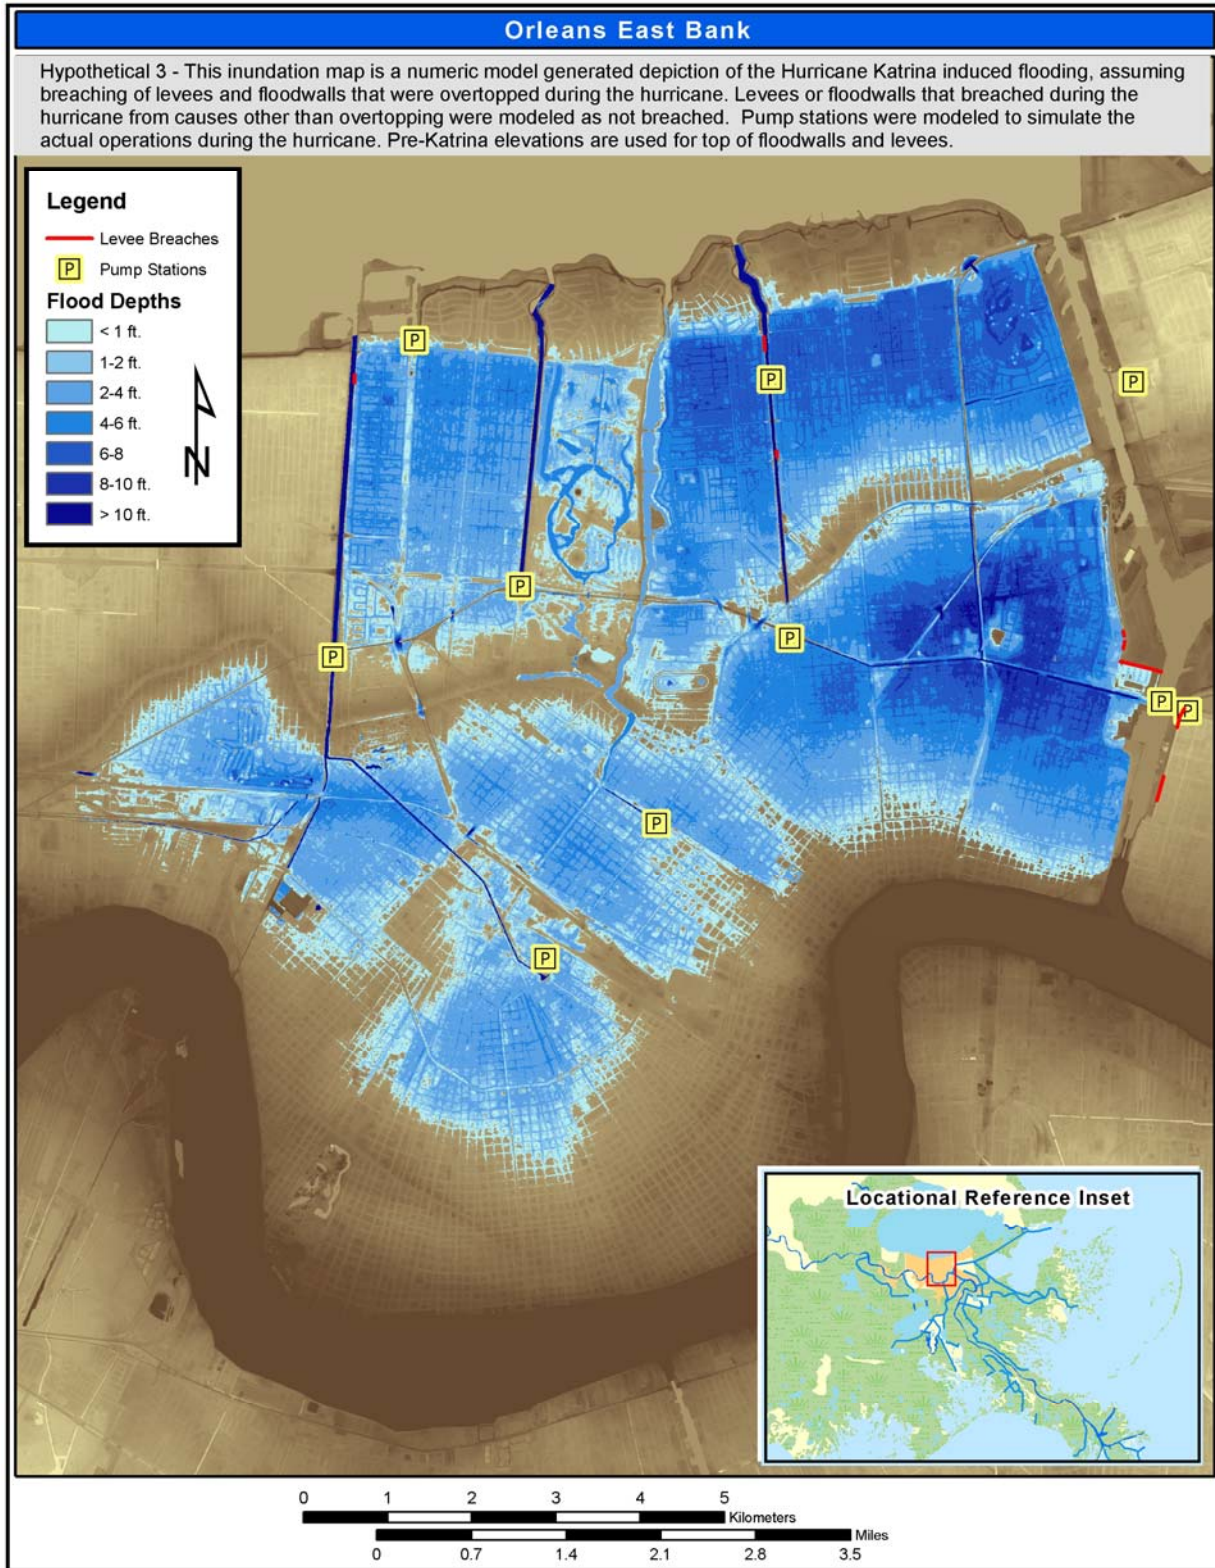 Orleans East Bank
Hypothetical 3 - This inundation map is a numeric model generated depiction of the Hurricane Katrina induced flooding, assuming
breaching of levees and floodwalls that were overtopped during the hurricane. Levees or floodwalls that breached during the
hurricane from causes other than overtopping were modeled as not breached. Pump stations were modeled to simulate the
actual operations during the hurricane. Pre-Katrina elevations are used for top of floodwalls and levees.
Legend
Levee Breaches
P Pump Stations
Flood Depths
< 1 ft.
1-2 ft.
2-4 ft.
4-6 ft.
6-8
8-10 ft.
> 10 ft.
N
P
P
P
P
P
P
P
P
P
P
P
Locational Reference Inset
0 1 2 3 4 5
Kilometers
Miles
0 0.7 1.4 2.1 2.8 3.5